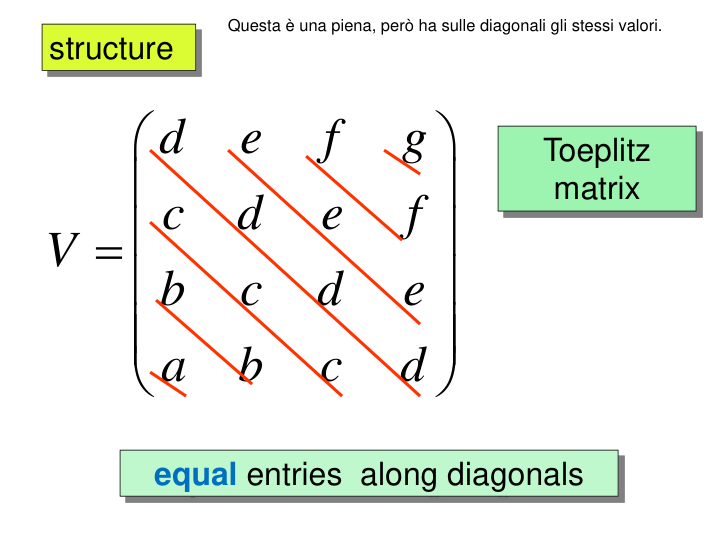 Questa è una piena, però ha sulle diagonali gli stessi valori.
structure
d e f g
Toeplitz
matrix
c d e f
V =
b c d e
a b c d
equal entries along diagonals